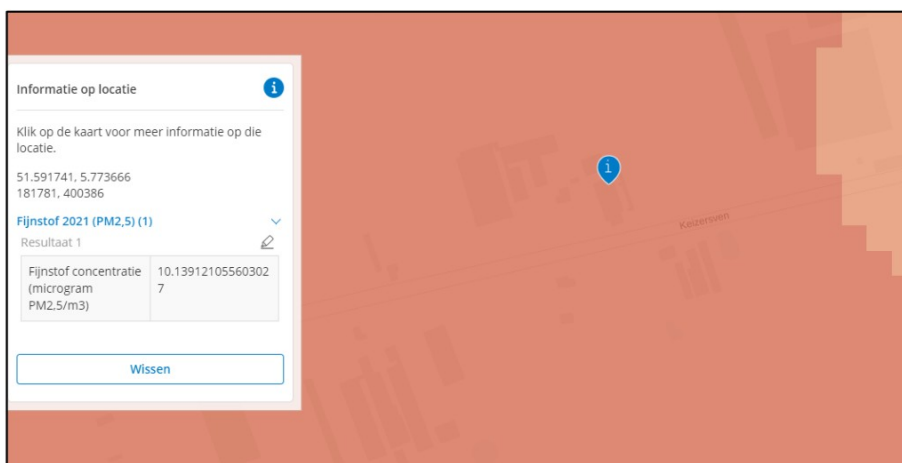 Informatie op locatie
Klik op de kaart voor meer informatie op die
locatie.
51.591741, 5.773666
181781, 400386
Fijnstof 2021 (PM2,5) (1)
Resultaat 1
Fijnstof concentratie
(microgram
PM2,5/m3)
10.13912105560302
7
Wissen
Keizersven